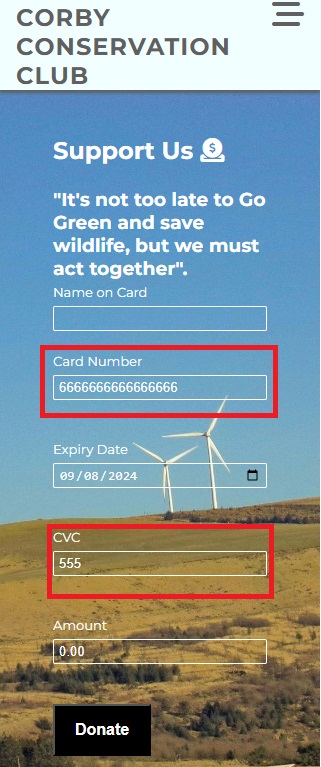 CORBY
CONSERVATION
CLUB
Support Us
"It's not too late to Go
Green and save
wildlife, but we must
act together".
Name on Card
Card Number
6666666666666666
Expiry Date
09/08/2024
CVC
555
Amount
0.00
Donate